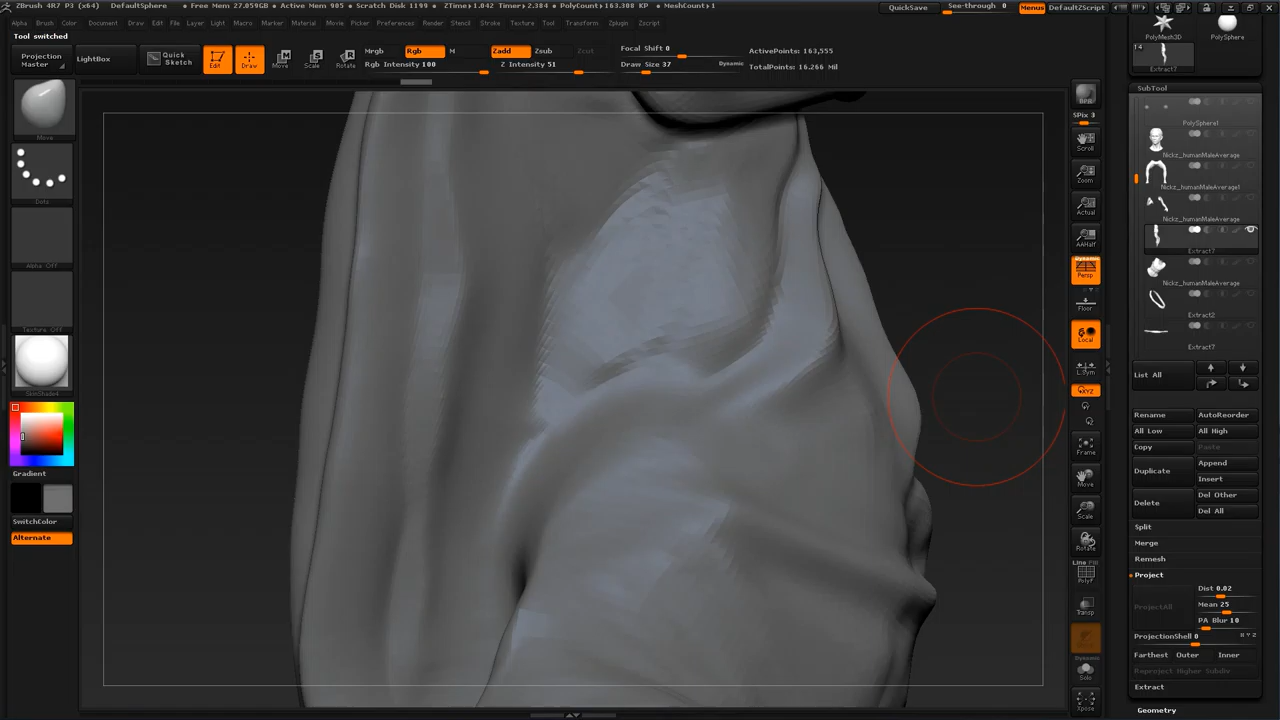 ZBrush 4R7 P3 (x64) DefaultSphere • Free Mem 27.059GB • Active Mem 905 • Scratch Disk 1199 • ZTime▸1.042 Timer▸2.384 • PolyCount▸163.308 KP • MeshCount▸1 QuickSave See-through 0 Menus DefaultZScript
Alpha Brush Color Document Draw Edit File Layer Light Macro Marker Material Movie Picker Preferences Render Stencil Stroke Texture Tool Transform Zplugin Zscript
Tool switched
Projection Master
LightBox
Quick Sketch
Edit
Draw
Move
Scale
Rotate
Mrgb Rgb M
Rgb Intensity 100
Zadd Zsub Zcut
Z Intensity 51
Focal Shift 0
Draw Size 37 Dynamic
ActivePoints 163,555
TotalPoints 16.266 Mil
Move
Dots
Alpha Off
Texture Off
SkinShade4
Gradient
SwitchColor
Alternate
BPR
SPix 3
Scroll
Zoom
Actual
AAHalf
Dynamic
Persp
Floor
Local
L.Sym
XYZ
Frame
Move
Scale
Rotate
Line Fill
PolyF
Transp
Dynamic
Solo
Xpose
PolyMesh3D PolySphere
14
Extract7
SubTool
PolySphere1
Nickz_humanMaleAverage
Nickz_humanMaleAverage1
Nickz_humanMaleAverage
Extract7
Nickz_humanMaleAverage
Extract2
Extract7
List All
Rename AutoReorder
All Low All High
Copy Paste
Duplicate Append
Insert
Delete Del Other
Del All
Split
Merge
Remesh
Project
ProjectAll
Dist 0.02
Mean 25
PA Blur 10
ProjectionShell 0 X Y Z
Farthest Outer Inner
Reproject Higher Subdiv
Extract
Geometry